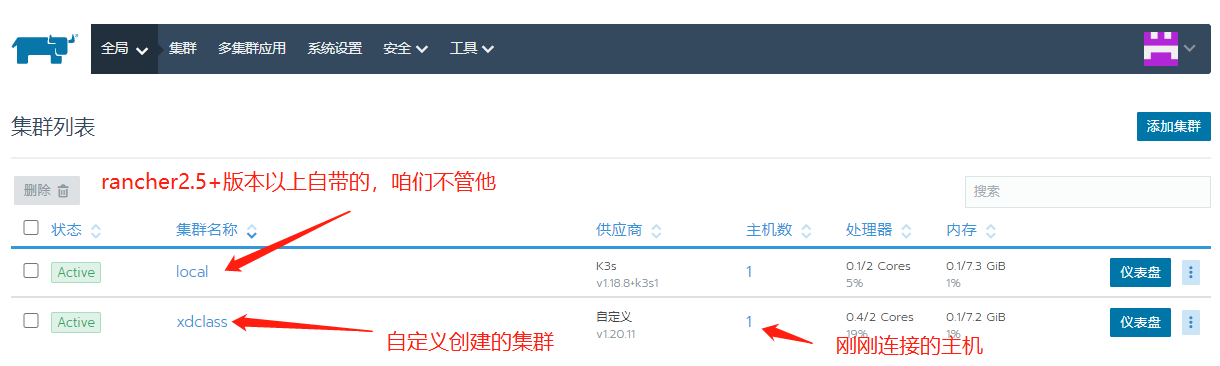 全局 集群 多集群应用 系统设置 安全 工具
集群列表 添加集群
rancher2.5+版本以上自带的，咱们不管他
删除 搜索
状态 集群名称 供应商 主机数 处理器 内存
Active local K3s 1 0.1/2 Cores 0.1/7.3 GiB 仪表盘
v1.18.8+k3s1 5% 1%
Active xdclass 自定义 1 0.4/2 Cores 0.1/7.2 GiB 仪表盘
v1.20.11 19% 1%
自定义创建的集群 刚刚连接的主机